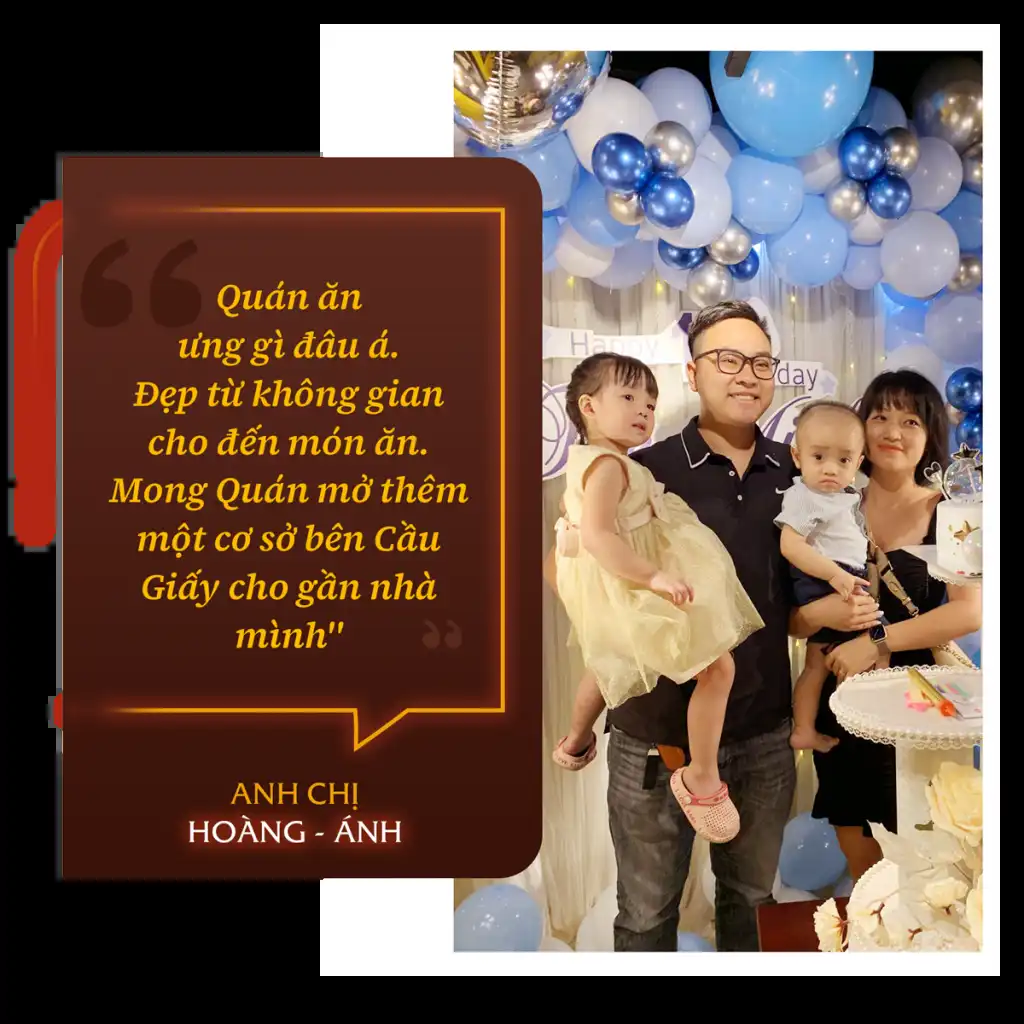 “
Quán ăn
ưng gì đâu á.
Đẹp từ không gian
cho đến món ăn.
Mong Quán mở thêm
một cơ sở bên Cầu
Giấy cho gần nhà
mình"
”
ANH CHỊ
HOÀNG - ÁNH
Happy
day